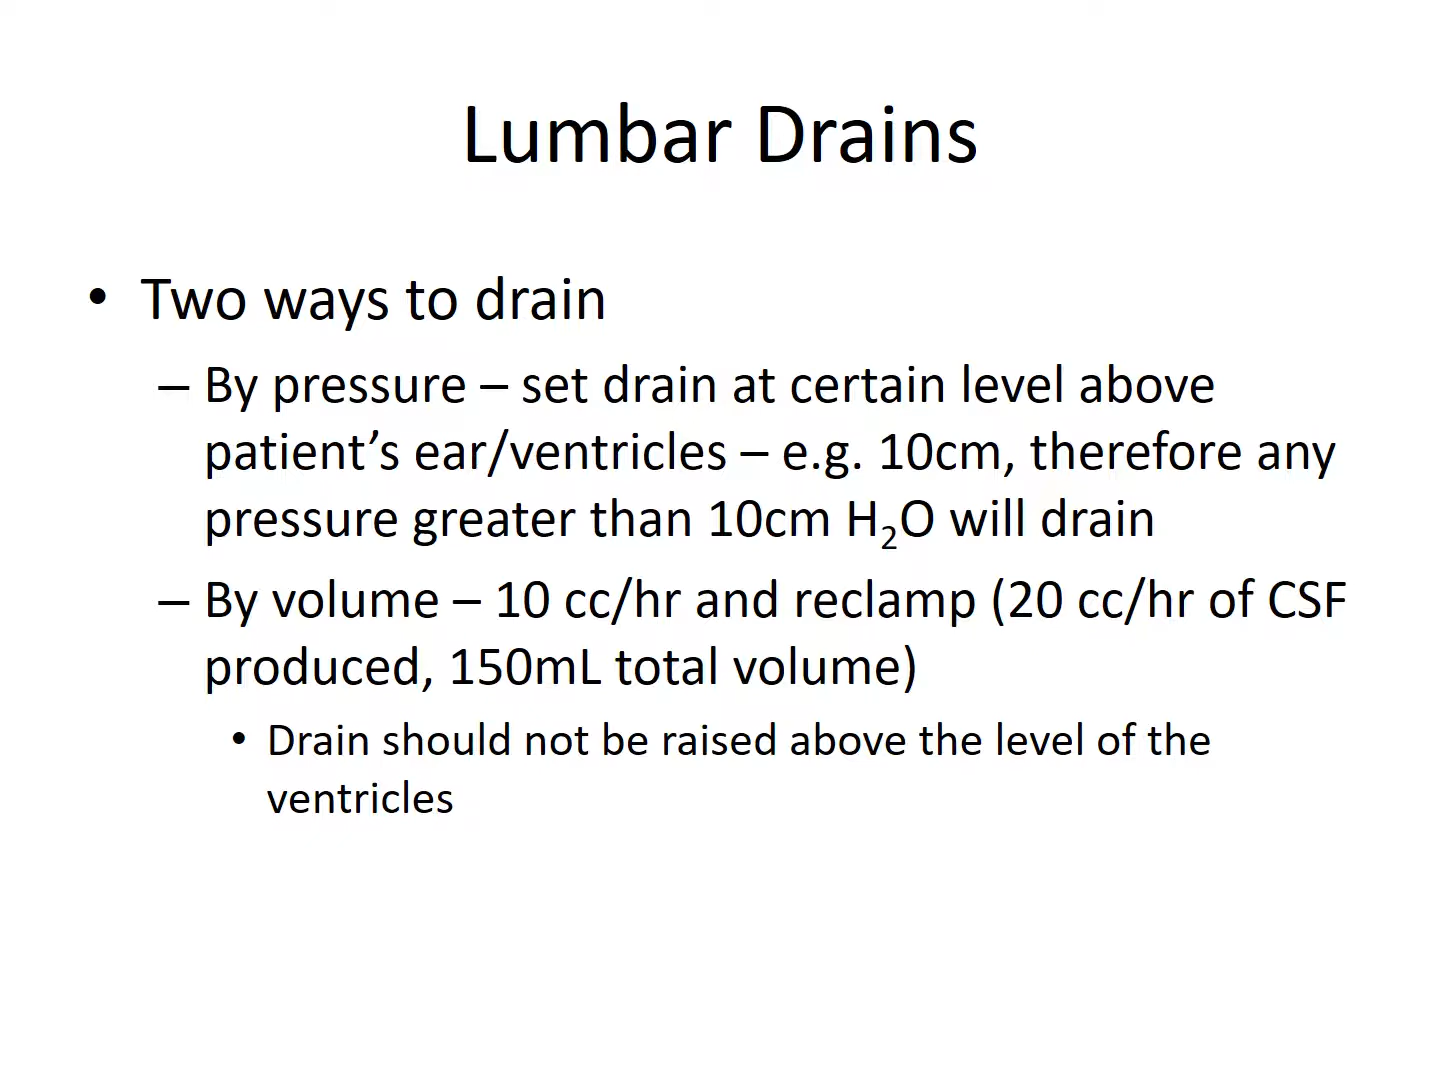 Lumbar Drains
• Two ways to drain
– By pressure – set drain at certain level above
patient’s ear/ventricles – e.g. 10cm, therefore any
pressure greater than 10cm H₂O will drain
– By volume – 10 cc/hr and reclamp (20 cc/hr of CSF
produced, 150mL total volume)
• Drain should not be raised above the level of the
ventricles